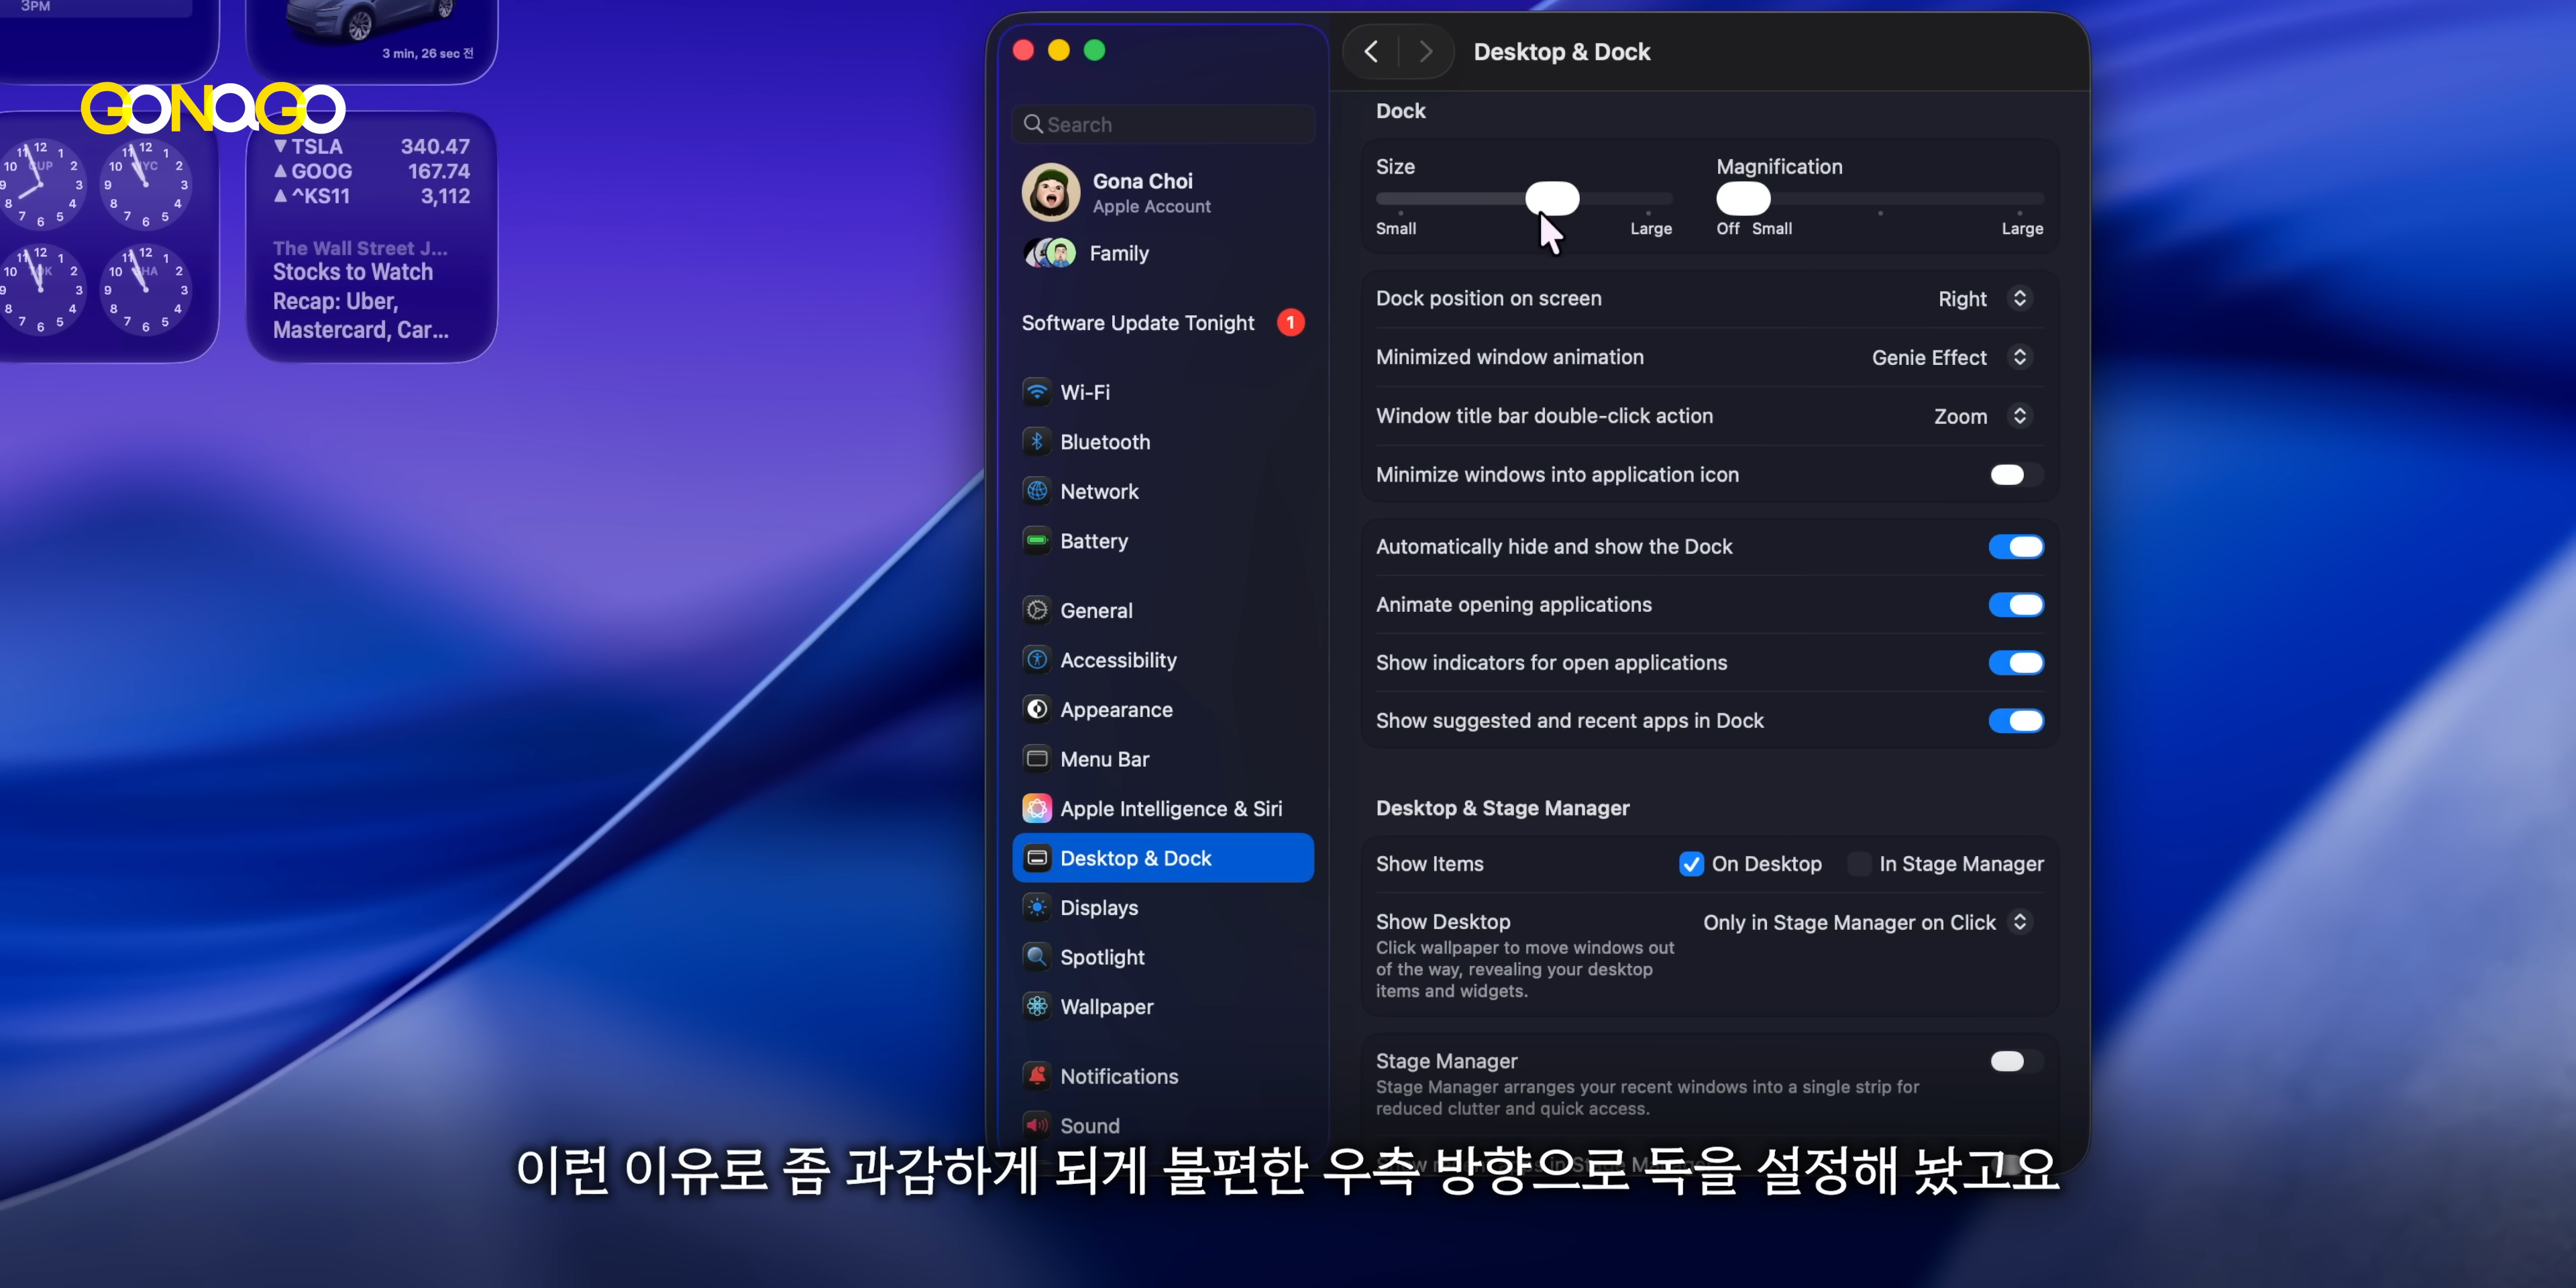 3PM
3 min, 26 sec 전
GONAGO
▼ TSLA 340.47
▲ GOOG 167.74
▲ ^KS11 3,112
The Wall Street J...
Stocks to Watch
Recap: Uber,
Mastercard, Car...
Search
Gona Choi
Apple Account
Family
Software Update Tonight 1
Wi-Fi
Bluetooth
Network
Battery
General
Accessibility
Appearance
Menu Bar
Apple Intelligence & Siri
Desktop & Dock
Displays
Spotlight
Wallpaper
Notifications
Sound
Desktop & Dock
Dock
Size Magnification
Small Large Off Small Large
Dock position on screen Right
Minimized window animation Genie Effect
Window title bar double-click action Zoom
Minimize windows into application icon
Automatically hide and show the Dock
Animate opening applications
Show indicators for open applications
Show suggested and recent apps in Dock
Desktop & Stage Manager
Show Items On Desktop In Stage Manager
Show Desktop Only in Stage Manager on Click
Click wallpaper to move windows out
of the way, revealing your desktop
items and widgets.
Stage Manager
Stage Manager arranges your recent windows into a single strip for
reduced clutter and quick access.
이런 이유로 좀 과감하게 되게 불편한 우측 방향으로 독을 설정해 놨고요